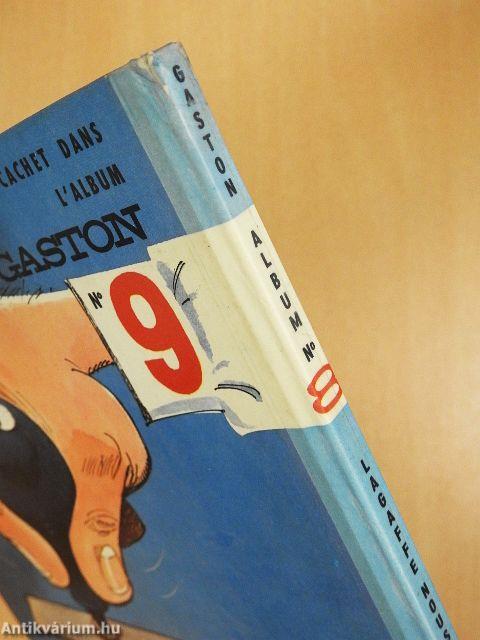 CACHET DANS
L'ALBUM
GASTON
N° 9
GASTON ALBUM N° 8 LAGAFFE NOUS
Antikvárium.hu